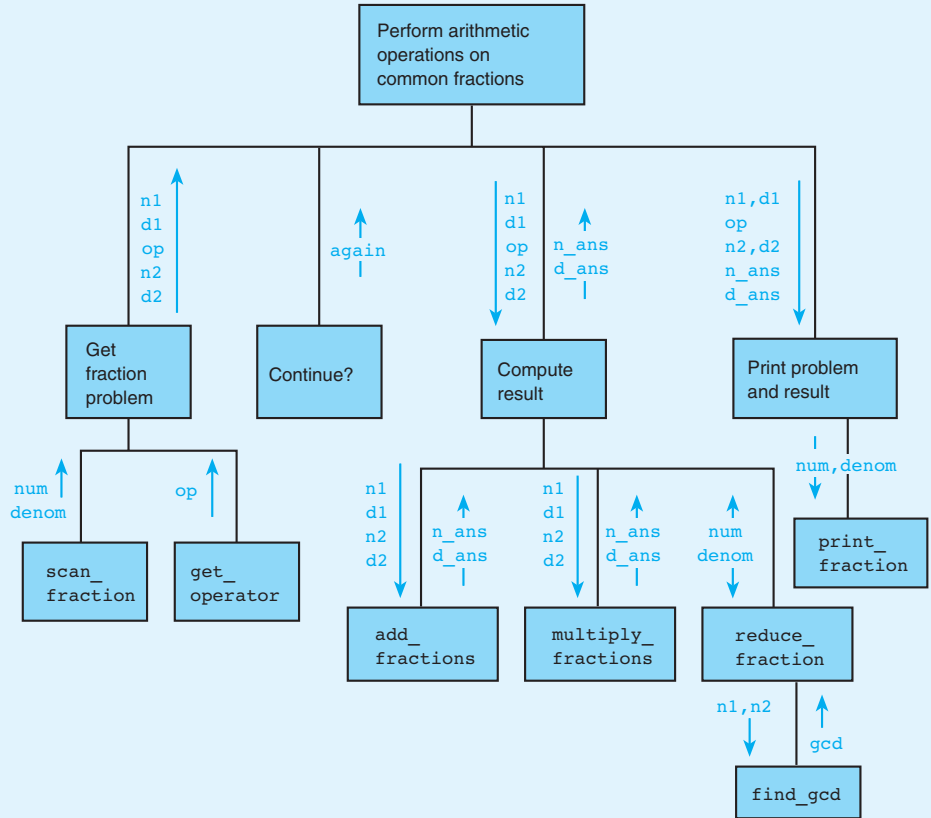 Perform arithmetic
operations on
common fractions
n1
d1
op
n2
d2
again
n1
d1
op
n2
d2
n_ans
d_ans
n1,d1
op
n2,d2
n_ans
d_ans
Get
fraction
problem
Continue?
Compute
result
Print problem
and result
num
denom
op
n1
d1
n2
d2
n_ans
d_ans
n1
d1
n2
d2
n_ans
d_ans
num
denom
num,denom
scan_
fraction
get_
operator
print_
fraction
add_
fractions
multiply_
fractions
reduce_
fraction
n1,n2
gcd
find_gcd